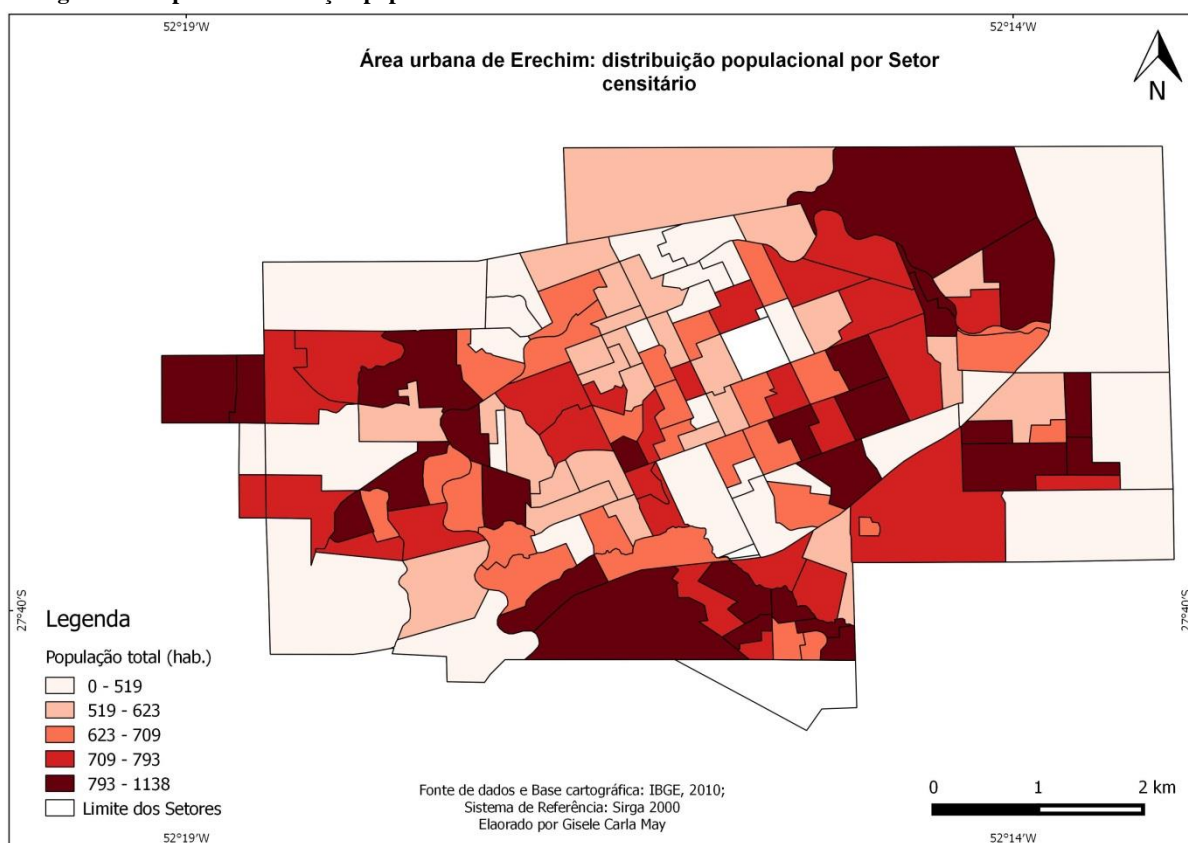 52°19'W
52°14'W
Área urbana de Erechim: distribuição populacional por Setor
censitário
N
27°40'S
27°40'S
Legenda
População total (hab.)
0 - 519
519 - 623
623 - 709
709 - 793
793 - 1138
Limite dos Setores
Fonte de dados e Base cartográfica: IBGE, 2010;
Sistema de Referência: Sirga 2000
Elaorado por Gisele Carla May
0 1 2 km
52°19'W
52°14'W